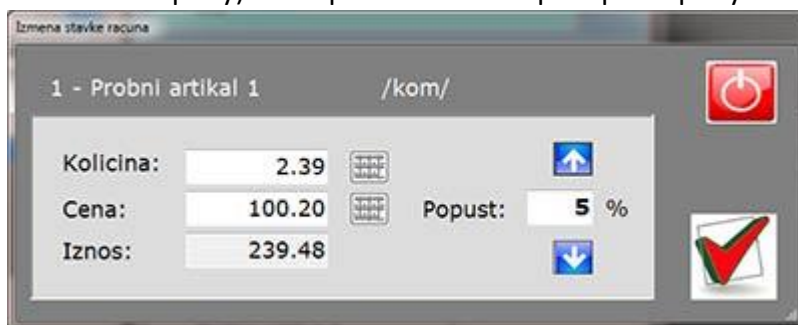 Izmena stavke racuna
1 - Probni artikal 1 /kom/
Kolicina: 2.39
Cena: 100.20 Popust: 5 %
Iznos: 239.48